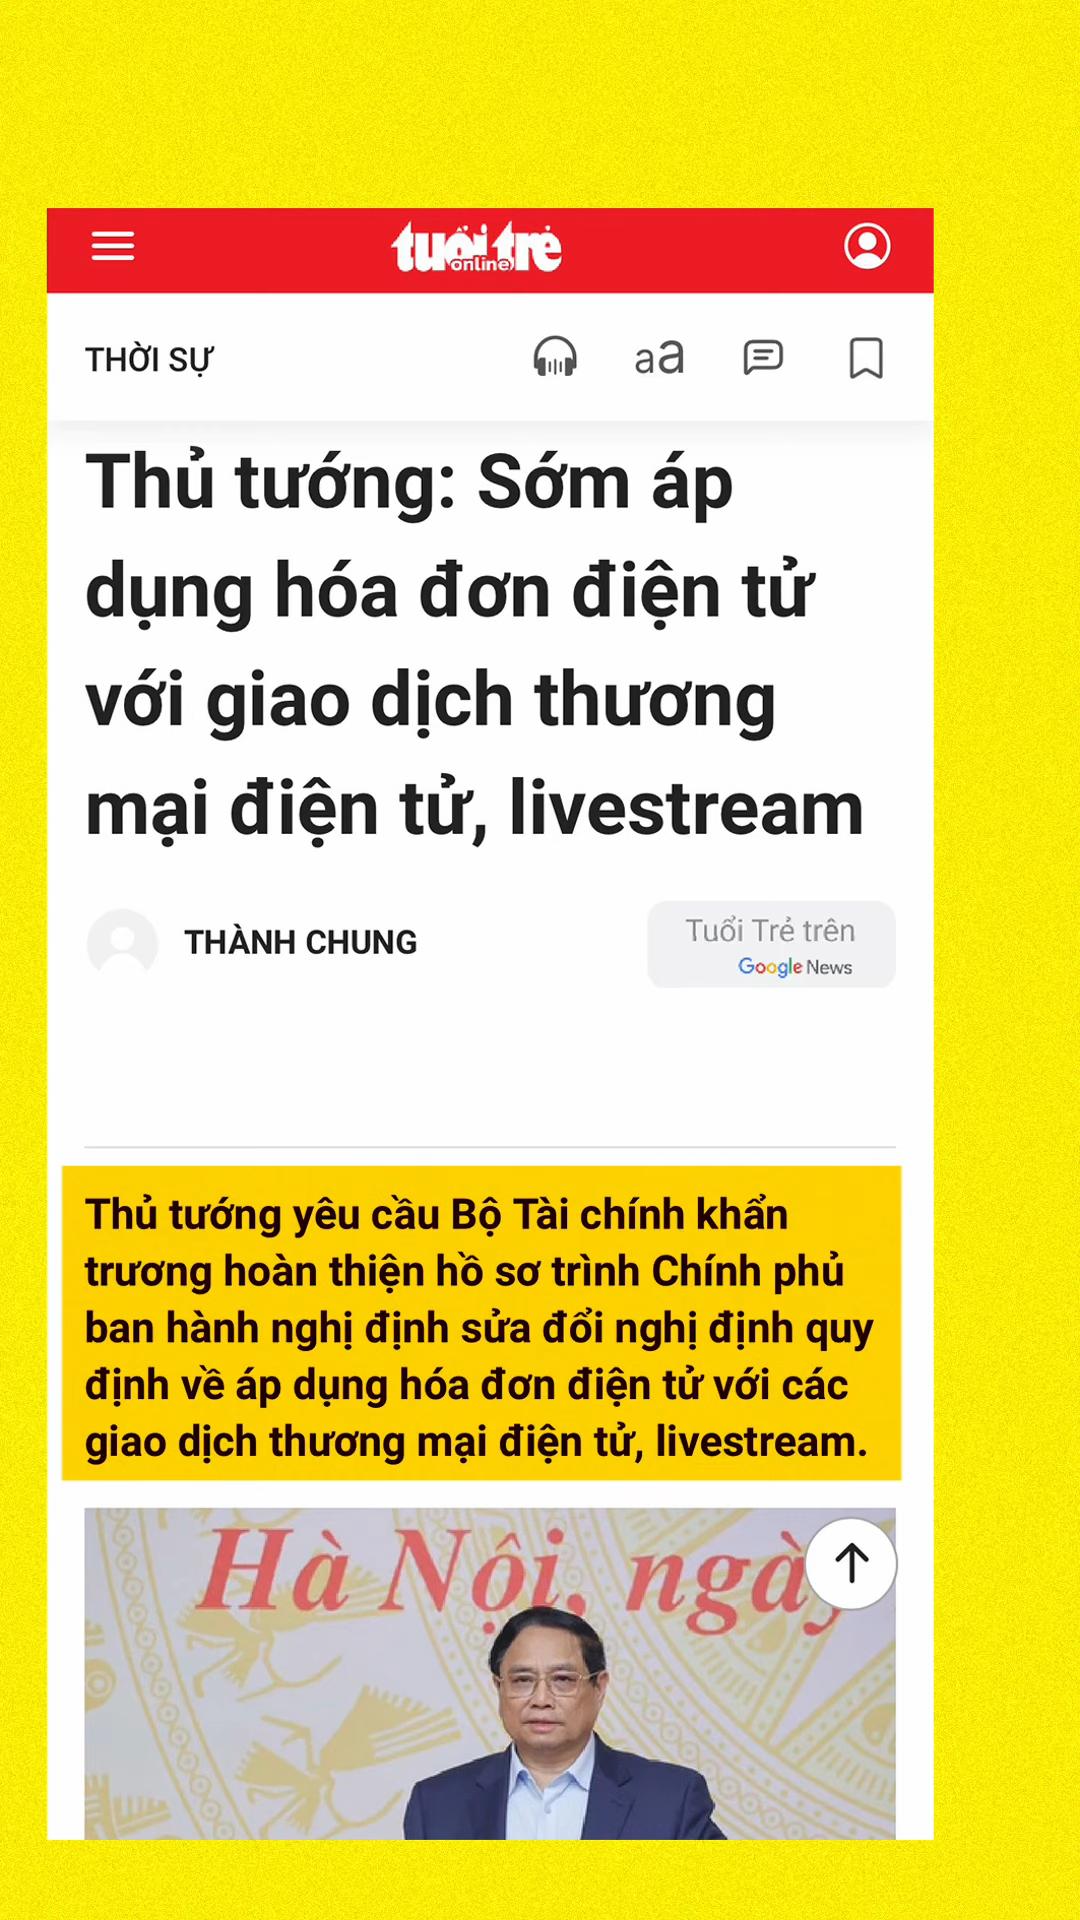 tuổi trẻ
online
THỜI SỰ
aa
Thủ tướng: Sớm áp
dụng hóa đơn điện tử
với giao dịch thương
mại điện tử, livestream
THÀNH CHUNG
Tuổi Trẻ trên
Google News
Thủ tướng yêu cầu Bộ Tài chính khẩn
trương hoàn thiện hồ sơ trình Chính phủ
ban hành nghị định sửa đổi nghị định quy
định về áp dụng hóa đơn điện tử với các
giao dịch thương mại điện tử, livestream.
Hà Nội, ngày